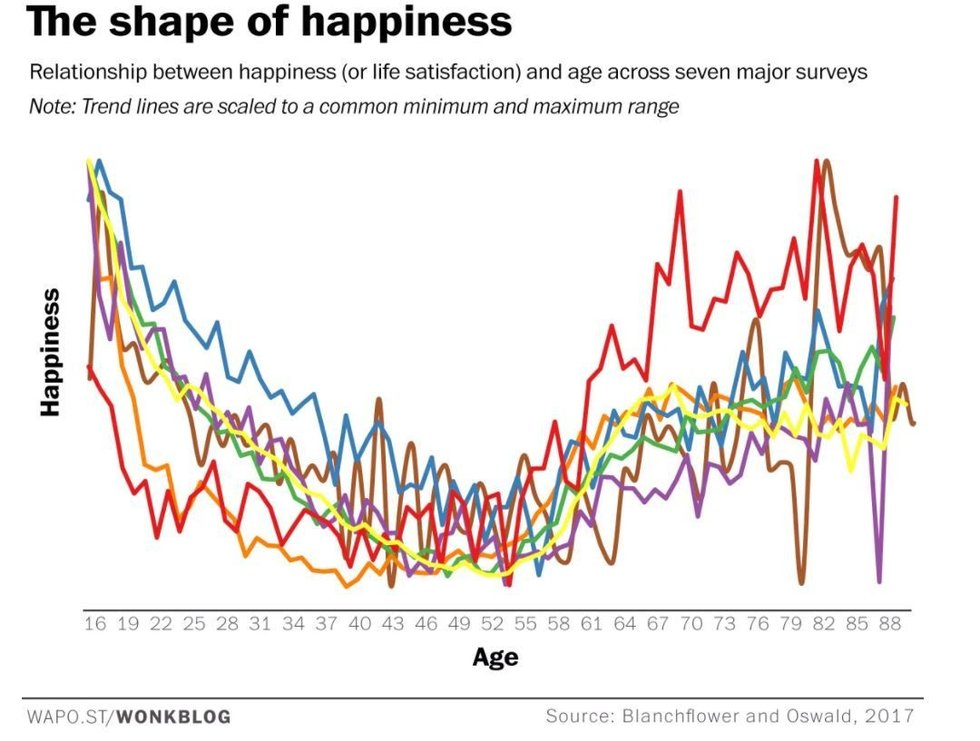 The shape of happiness
Relationship between happiness (or life satisfaction) and age across seven major surveys
Note: Trend lines are scaled to a common minimum and maximum range
Happiness
16 19 22 25 28 31 34 37 40 43 46 49 52 55 58 61 64 67 70 73 76 79 82 85 88
Age
WAPO.ST/WONKBLOG
Source: Blanchflower and Oswald, 2017